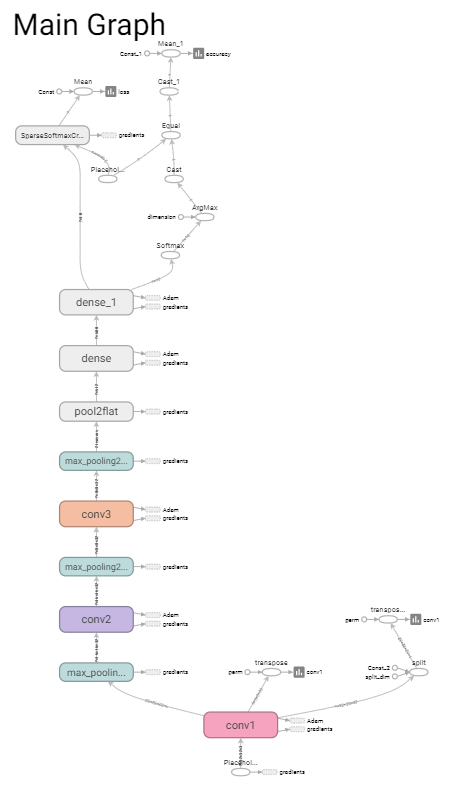 Main Graph
Mean_1
Const_1
accuracy
Mean
Cast_1
Const
loss
Equal
SparseSoftmaxCr...
gradients
Placehol...
Cast
ArgMax
dimension
Softmax
dense_1
Adam
gradients
dense
Adam
gradients
pool2flat
gradients
max_pooling2...
gradients
conv3
Adam
gradients
max_pooling2...
gradients
conv2
Adam
gradients
transpos...
perm
conv1
max_poolin...
gradients
transpose
perm
conv1
split
Const_2
split_dim
conv1
Adam
gradients
Placehol...
gradients